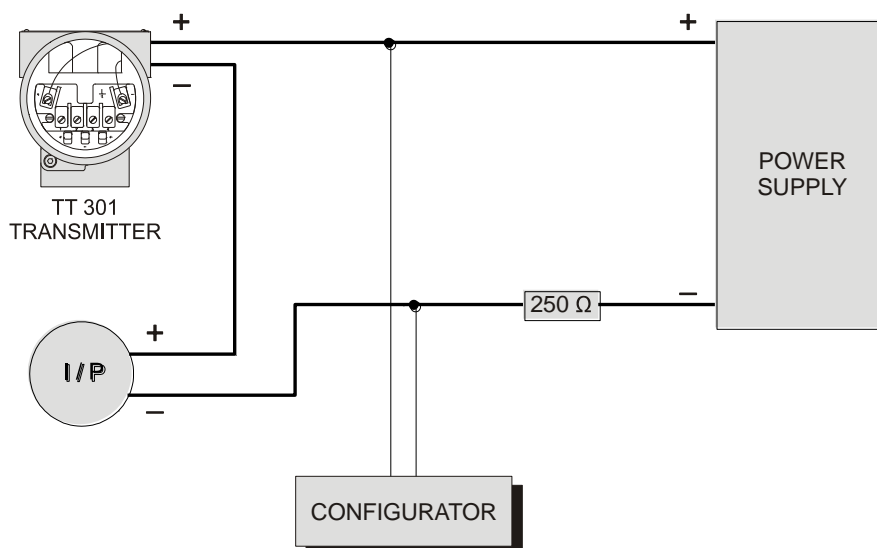 +
+
−
TT 301
TRANSMITTER
POWER
SUPPLY
250 Ω
−
+
I / P
−
CONFIGURATOR